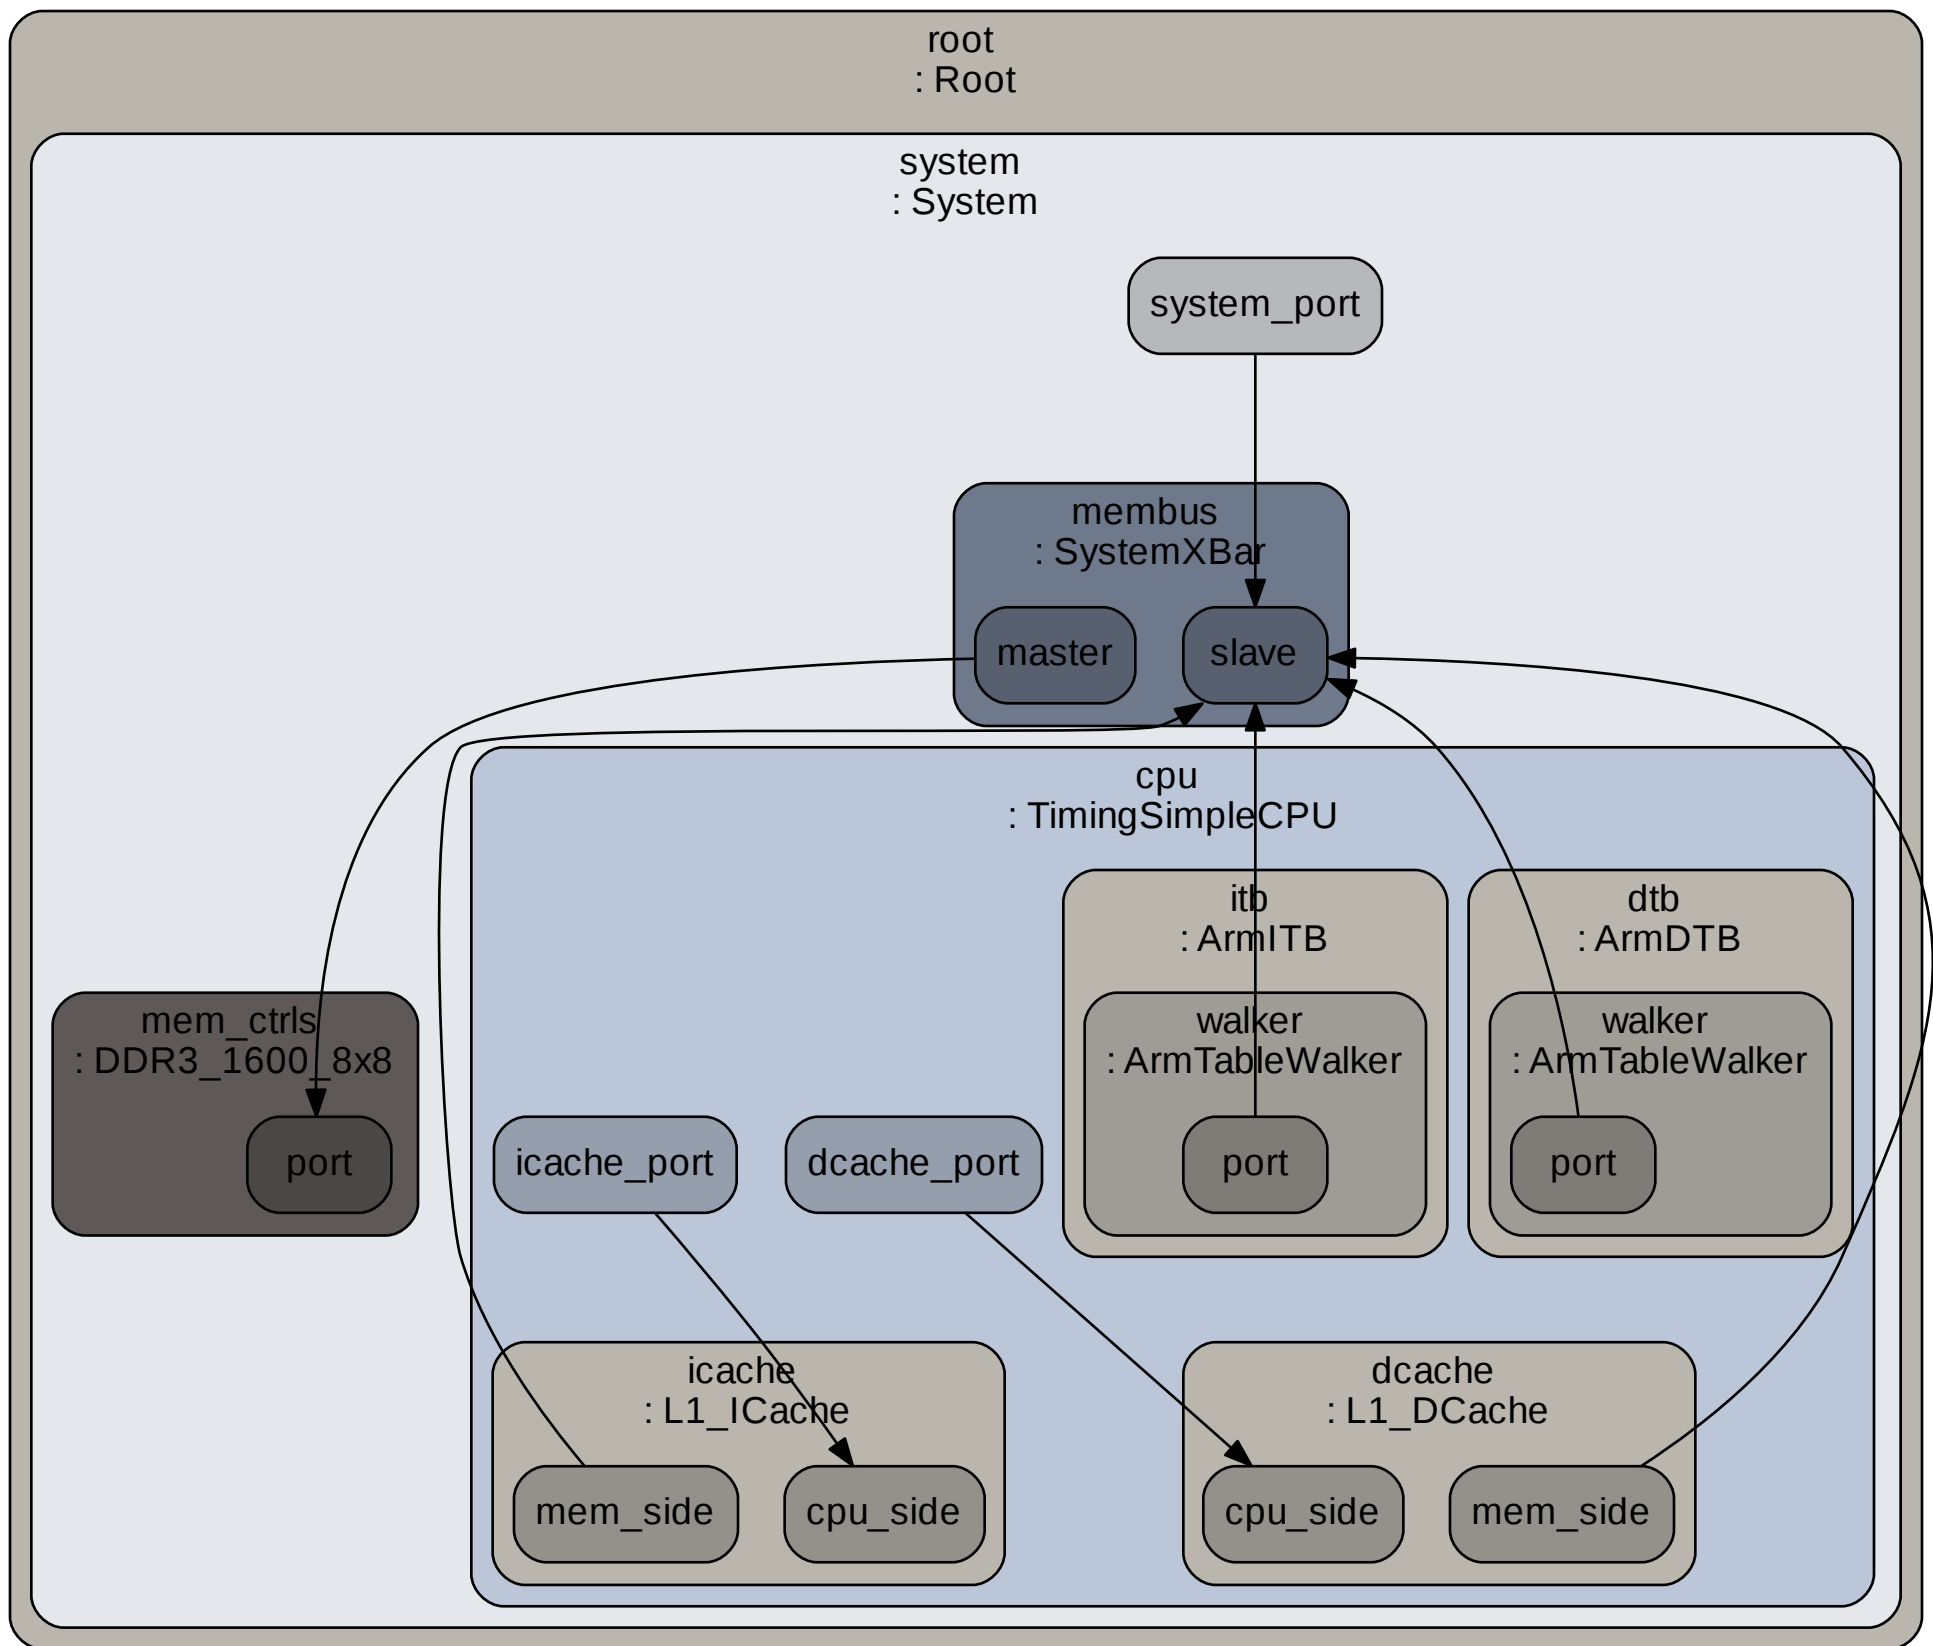 root
: Root
system
: System
system_port
membus
: SystemXBar
master
slave
cpu
: TimingSimpleCPU
itb
: ArmITB
dtb
: ArmDTB
mem_ctrls
: DDR3_1600_8x8
port
walker
: ArmTableWalker
port
walker
: ArmTableWalker
port
icache_port
dcache_port
icache
: L1_ICache
mem_side
cpu_side
dcache
: L1_DCache
cpu_side
mem_side